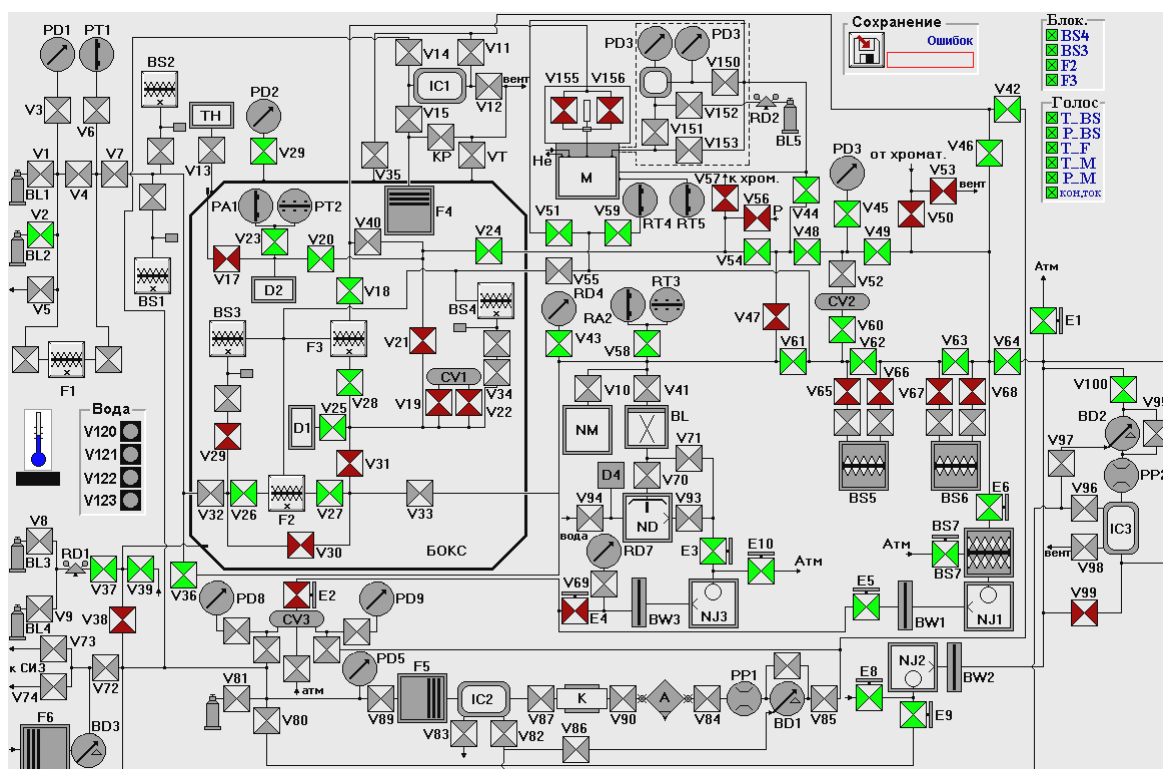 Сохранение
Ошибок
Блок.
BS4
BS3
F2
F3
Голос
T_BS
P_BS
T_F
T_M
P_M
кон,ток
PD1
PT1
BS2
V3
V6
TH
PD2
V14
V11
IC1
V12
вент
V15
KP
VT
V35
PD3
PD3
V150
V155
V156
V152
RD2
BL5
V151
V153
Не
M
V42
V46
V1
BL1
V4
V7
V13
V29
V2
BL2
V5
BS1
F1
PA1
PT2
V23
V20
V17
D2
V40
F4
V18
V24
V51
V59
RT4
RT5
V57
к хром.
V56
P
V44
PD3
V45
от хромат.
V53
вент
V50
V54
V48
V49
V52
CV2
V60
V55
RD4
RA2
RT3
V43
V58
V47
V61
V62
V63
V64
E1
Атм
BS3
F3
BS4
V21
V28
CV1
V34
V19
V22
V25
D1
V29
V31
V32
V26
F2
V27
V33
V30
БОКС
V10
V41
NM
BL
V71
D4
V70
V94
вода
ND
V93
RD7
E3
E10
Атм
V69
E4
BW3
NJ3
V65
V66
V67
V68
BS5
BS6
E6
BS7
Атм
BS7
E5
BW1
NJ1
V100
V95
BD2
V97
PP2
V96
IC3
вент
V98
V99
Вода
V120
V121
V122
V123
V8
BL3
RD1
V37
V39
V36
V9
BL4
V38
V73
к СИЗ
V74
V72
F6
BD3
PD8
E2
PD9
CV3
атм
PD5
V81
V80
V89
F5
IC2
V83
V82
V87
K
V90
A
V84
V86
PP1
BD1
V85
E8
NJ2
BW2
E9